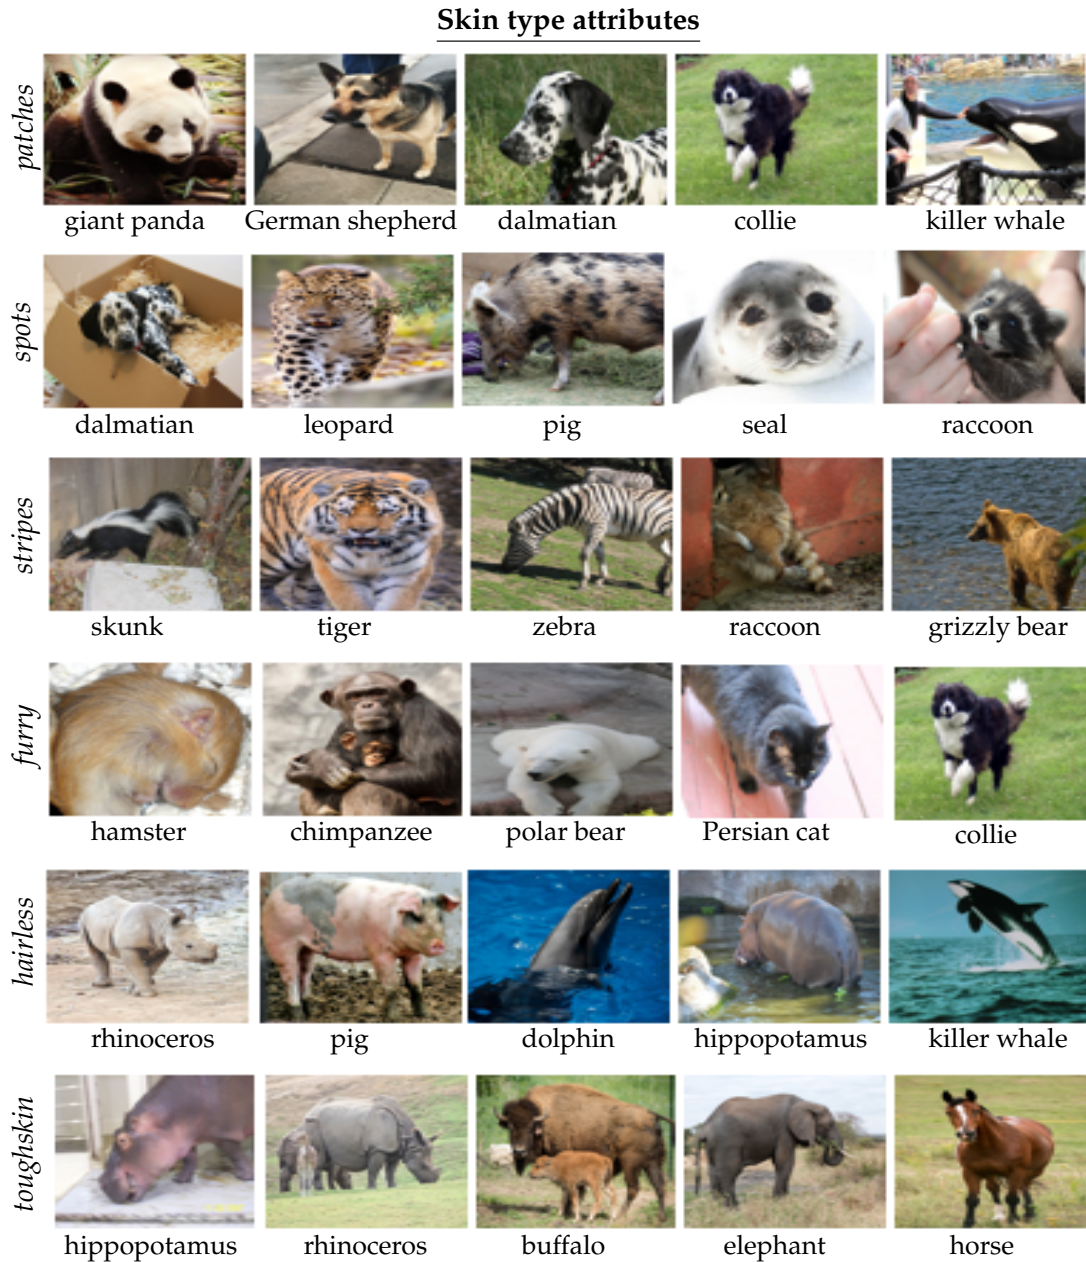 Skin type attributes
patches
giant panda German shepherd dalmatian collie killer whale
spots
dalmatian leopard pig seal raccoon
stripes
skunk tiger zebra raccoon grizzly bear
furry
hamster chimpanzee polar bear Persian cat collie
hairless
rhinoceros pig dolphin hippopotamus killer whale
toughskin
hippopotamus rhinoceros buffalo elephant horse